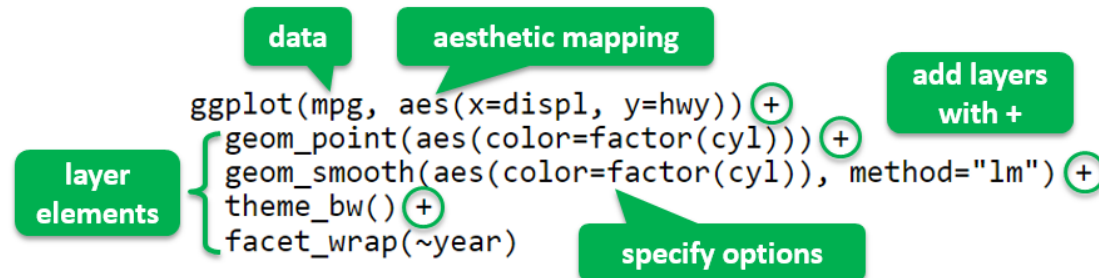 data
aesthetic mapping
add layers
with +
ggplot(mpg, aes(x=displ, y=hwy)) +
geom_point(aes(color=factor(cyl))) +
geom_smooth(aes(color=factor(cyl)), method="lm") +
theme_bw() +
facet_wrap(~year)
layer
elements
specify options